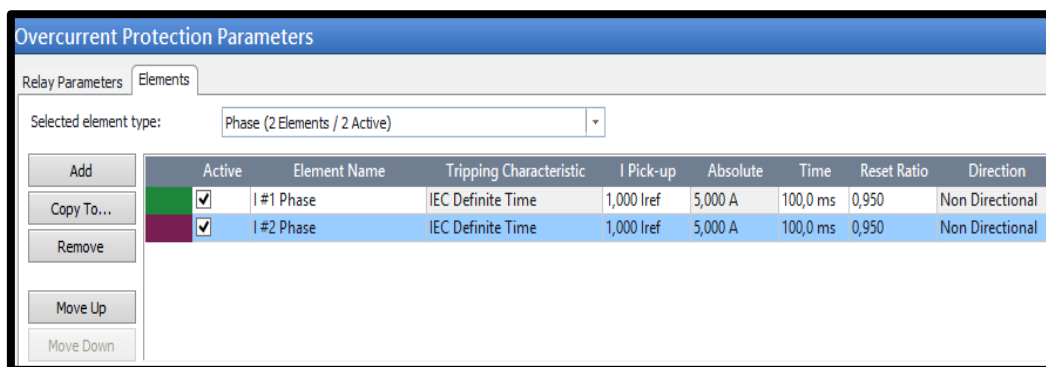 Overcurrent Protection Parameters
Relay Parameters Elements
Selected element type: Phase (2 Elements / 2 Active)
Add
Copy To...
Remove
Move Up
Move Down
Active Element Name Tripping Characteristic I Pick-up Absolute Time Reset Ratio Direction
I #1 Phase IEC Definite Time 1,000 Iref 5,000 A 100,0 ms 0,950 Non Directional
I #2 Phase IEC Definite Time 1,000 Iref 5,000 A 100,0 ms 0,950 Non Directional